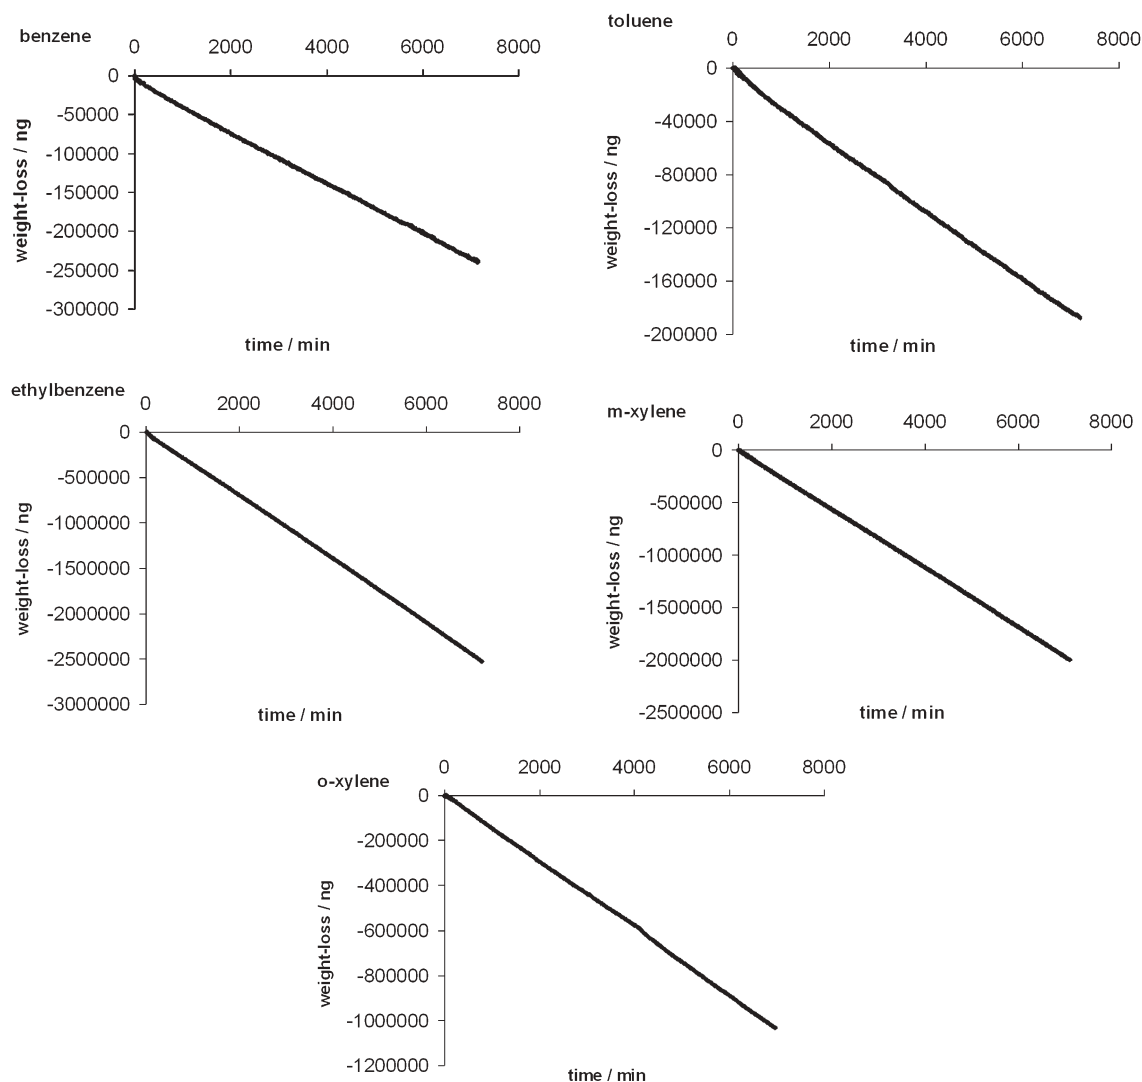 benzene
0 2000 4000 6000 8000
0
-50000
-100000
-150000
-200000
-250000
-300000
weight-loss / ng
time / min
toluene
0 2000 4000 6000 8000
0
-40000
-80000
-120000
-160000
-200000
weight-loss / ng
time / min
ethylbenzene
0 2000 4000 6000 8000
0
-500000
-1000000
-1500000
-2000000
-2500000
-3000000
weight-loss / ng
time / min
m-xylene
0 2000 4000 6000 8000
0
-500000
-1000000
-1500000
-2000000
-2500000
weight-loss / ng
time / min
o-xylene
0 2000 4000 6000 8000
0
-200000
-400000
-600000
-800000
-1000000
-1200000
weight-loss / ng
time / min